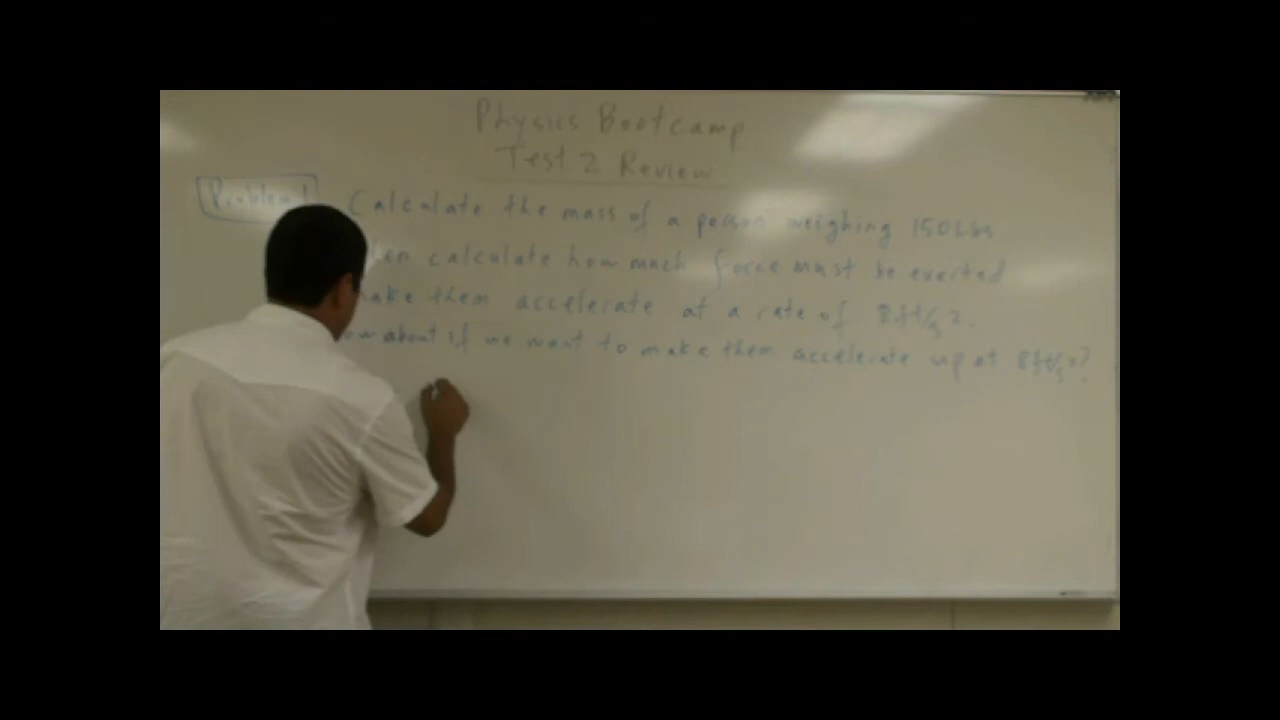 Physics Bootcamp
Test 2 Review
Problem 1 Calculate the mass of a person weighing 150Lbs
calculate how much force must be exerted
make them accelerate at a rate of 8ft/s².
about if we want to make them accelerate up at 8ft/s²?